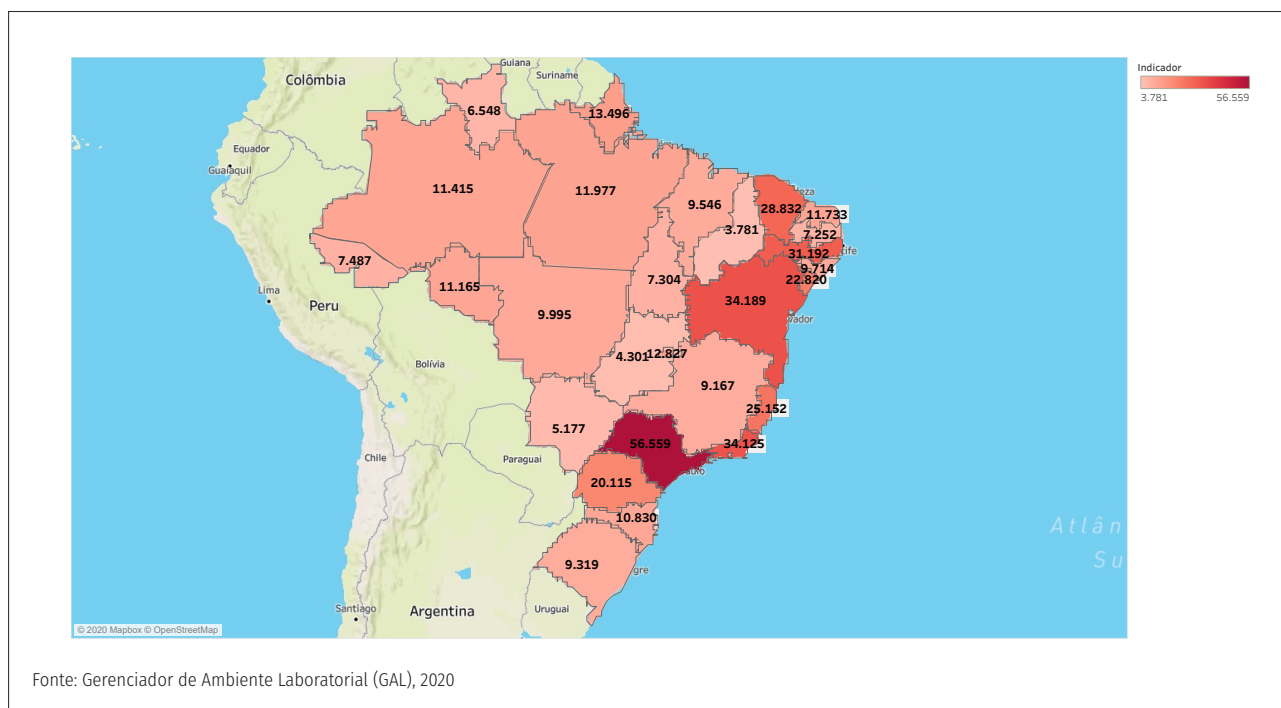 Guiana
Suriname
Colômbia
Indicador
3.781 56.559
6.548
13.496
Equador
Guaiaquil
11.415
11.977
9.546
28.832
11.733
3.781
7.252
31.192
9.714
22.820
7.487
11.165
7.304
Lima
Peru
9.995
34.189
Bolívia
4.301
12.827
9.167
25.152
5.177
34.125
56.559
Chile
Paraguai
20.115
10.830
9.319
Atlân
Su
Santiago
Argentina
Uruguai
© 2020 Mapbox © OpenStreetMap
Fonte: Gerenciador de Ambiente Laboratorial (GAL), 2020